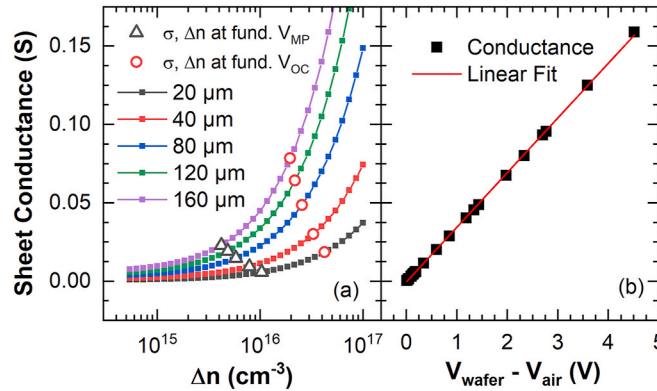 Sheet Conductance (S)
0.15
0.10
0.05
0.00
σ, Δn at fund. V_MP
σ, Δn at fund. V_OC
20 µm
40 µm
80 µm
120 µm
160 µm
(a)
10^15
10^16
10^17
Δn (cm^-3)
Conductance
Linear Fit
(b)
0 1 2 3 4 5
V_wafer - V_air (V)